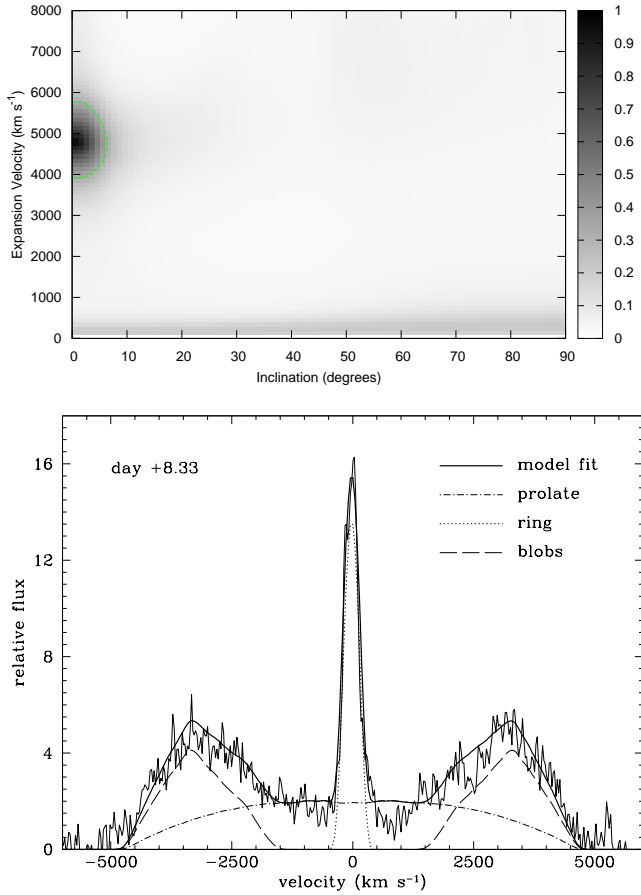 8000
7000
6000
5000
4000
3000
2000
1000
0
Expansion Velocity (km s⁻¹)
0 10 20 30 40 50 60 70 80 90
Inclination (degrees)
1
0.9
0.8
0.7
0.6
0.5
0.4
0.3
0.2
0.1
0
day +8.33
model fit
prolate
ring
blobs
16
12
8
4
0
relative flux
−5000 −2500 0 2500 5000
velocity (km s⁻¹)